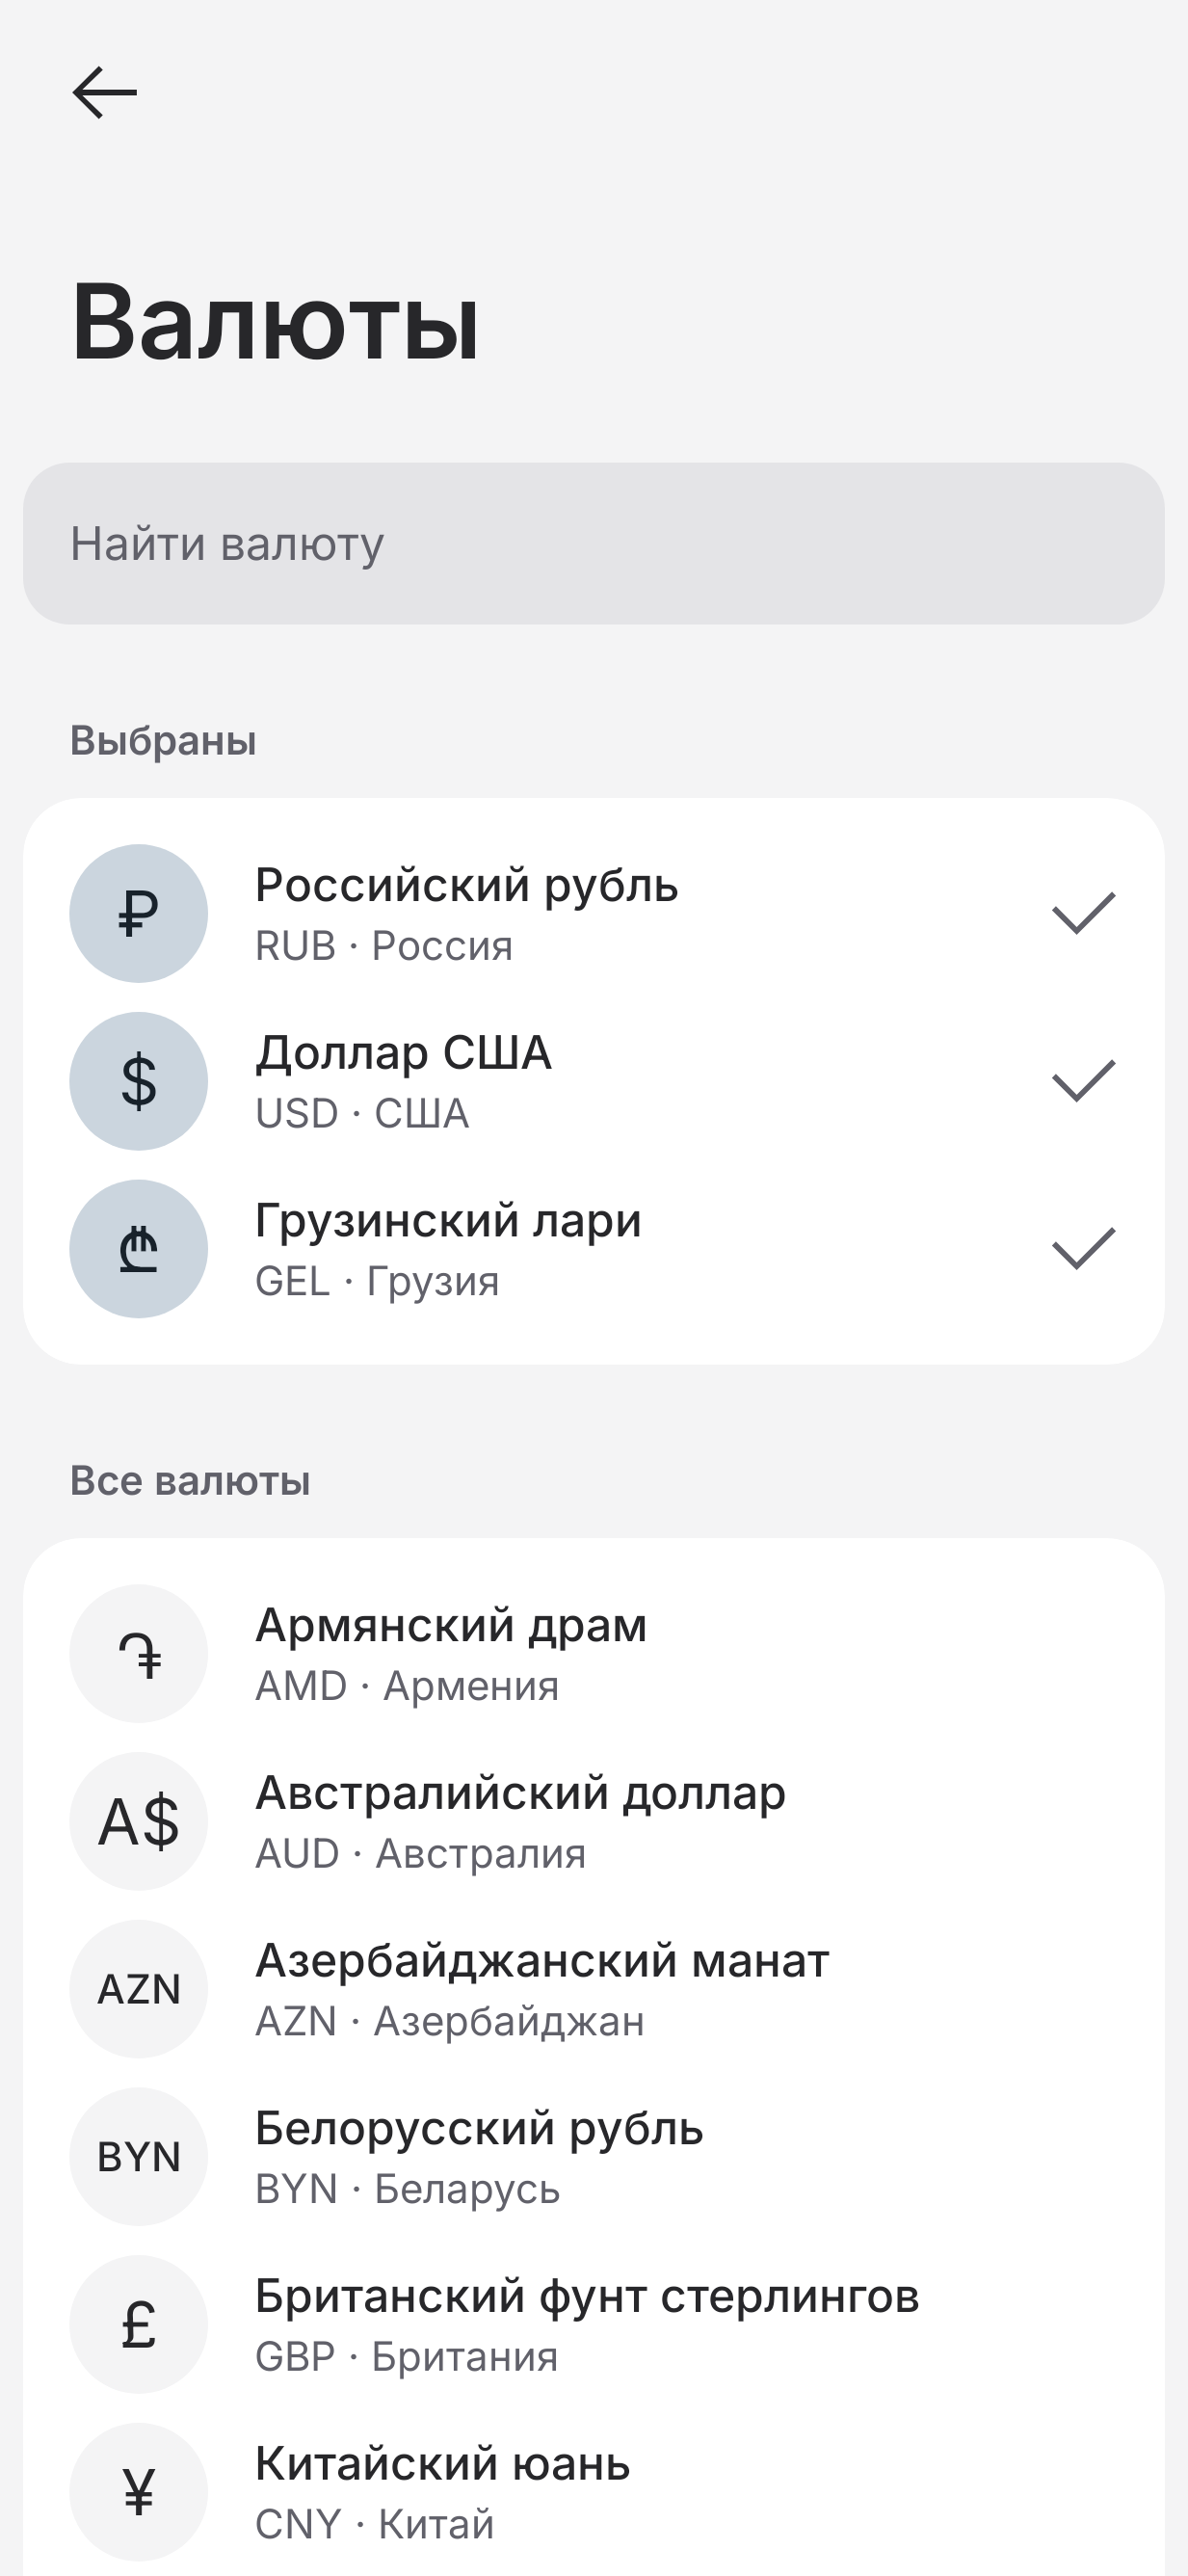 Валюты
Найти валюту
Выбраны
₽
Российский рубль
RUB · Россия
$
Доллар США
USD · США
₾
Грузинский лари
GEL · Грузия
Все валюты
֏
Армянский драм
AMD · Армения
A$
Австралийский доллар
AUD · Австралия
AZN
Азербайджанский манат
AZN · Азербайджан
BYN
Белорусский рубль
BYN · Беларусь
£
Британский фунт стерлингов
GBP · Британия
¥
Китайский юань
CNY · Китай